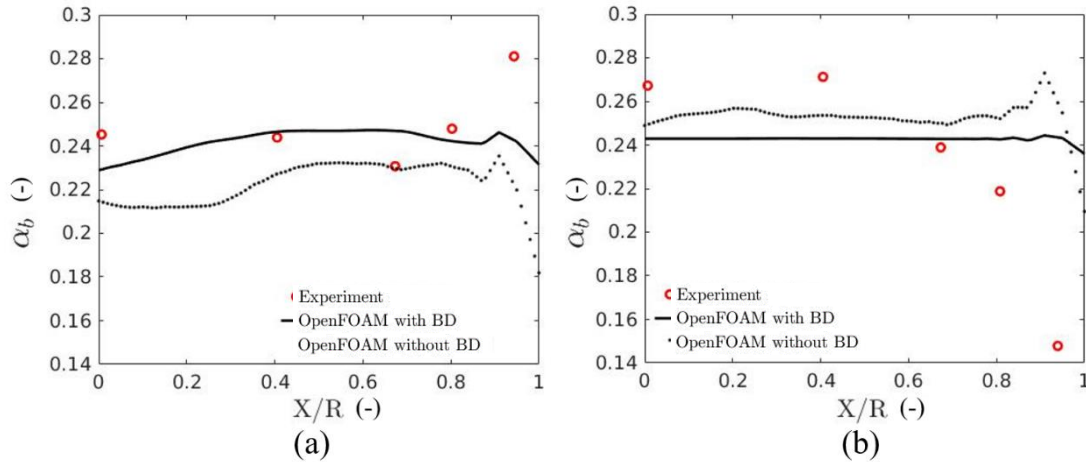 0.3
0.28
0.26
0.24
0.22
0.2
0.18
0.16
0.14
α_b (-)
Experiment
OpenFOAM with BD
OpenFOAM without BD
0 0.2 0.4 0.6 0.8 1
X/R (-)
(a)
0.3
0.28
0.26
0.24
0.22
0.2
0.18
0.16
0.14
α_b (-)
Experiment
OpenFOAM with BD
OpenFOAM without BD
0 0.2 0.4 0.6 0.8 1
X/R (-)
(b)